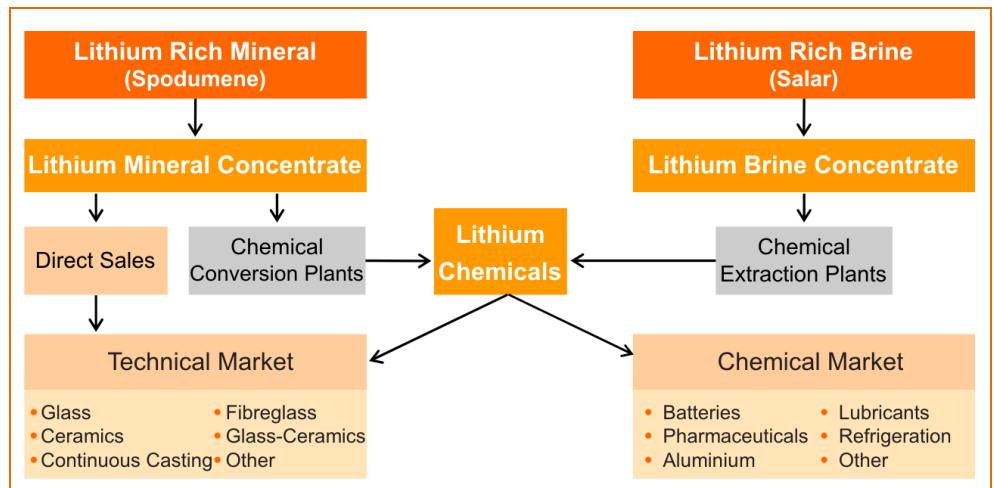 Lithium Rich Mineral
(Spodumene)
Lithium Rich Brine
(Salar)
Lithium Mineral Concentrate
Lithium Brine Concentrate
Direct Sales
Chemical
Conversion Plants
Lithium
Chemicals
Chemical
Extraction Plants
Technical Market
• Glass
• Ceramics
• Continuous Casting
• Fibreglass
• Glass-Ceramics
• Other
Chemical Market
• Batteries
• Pharmaceuticals
• Aluminium
• Lubricants
• Refrigeration
• Other